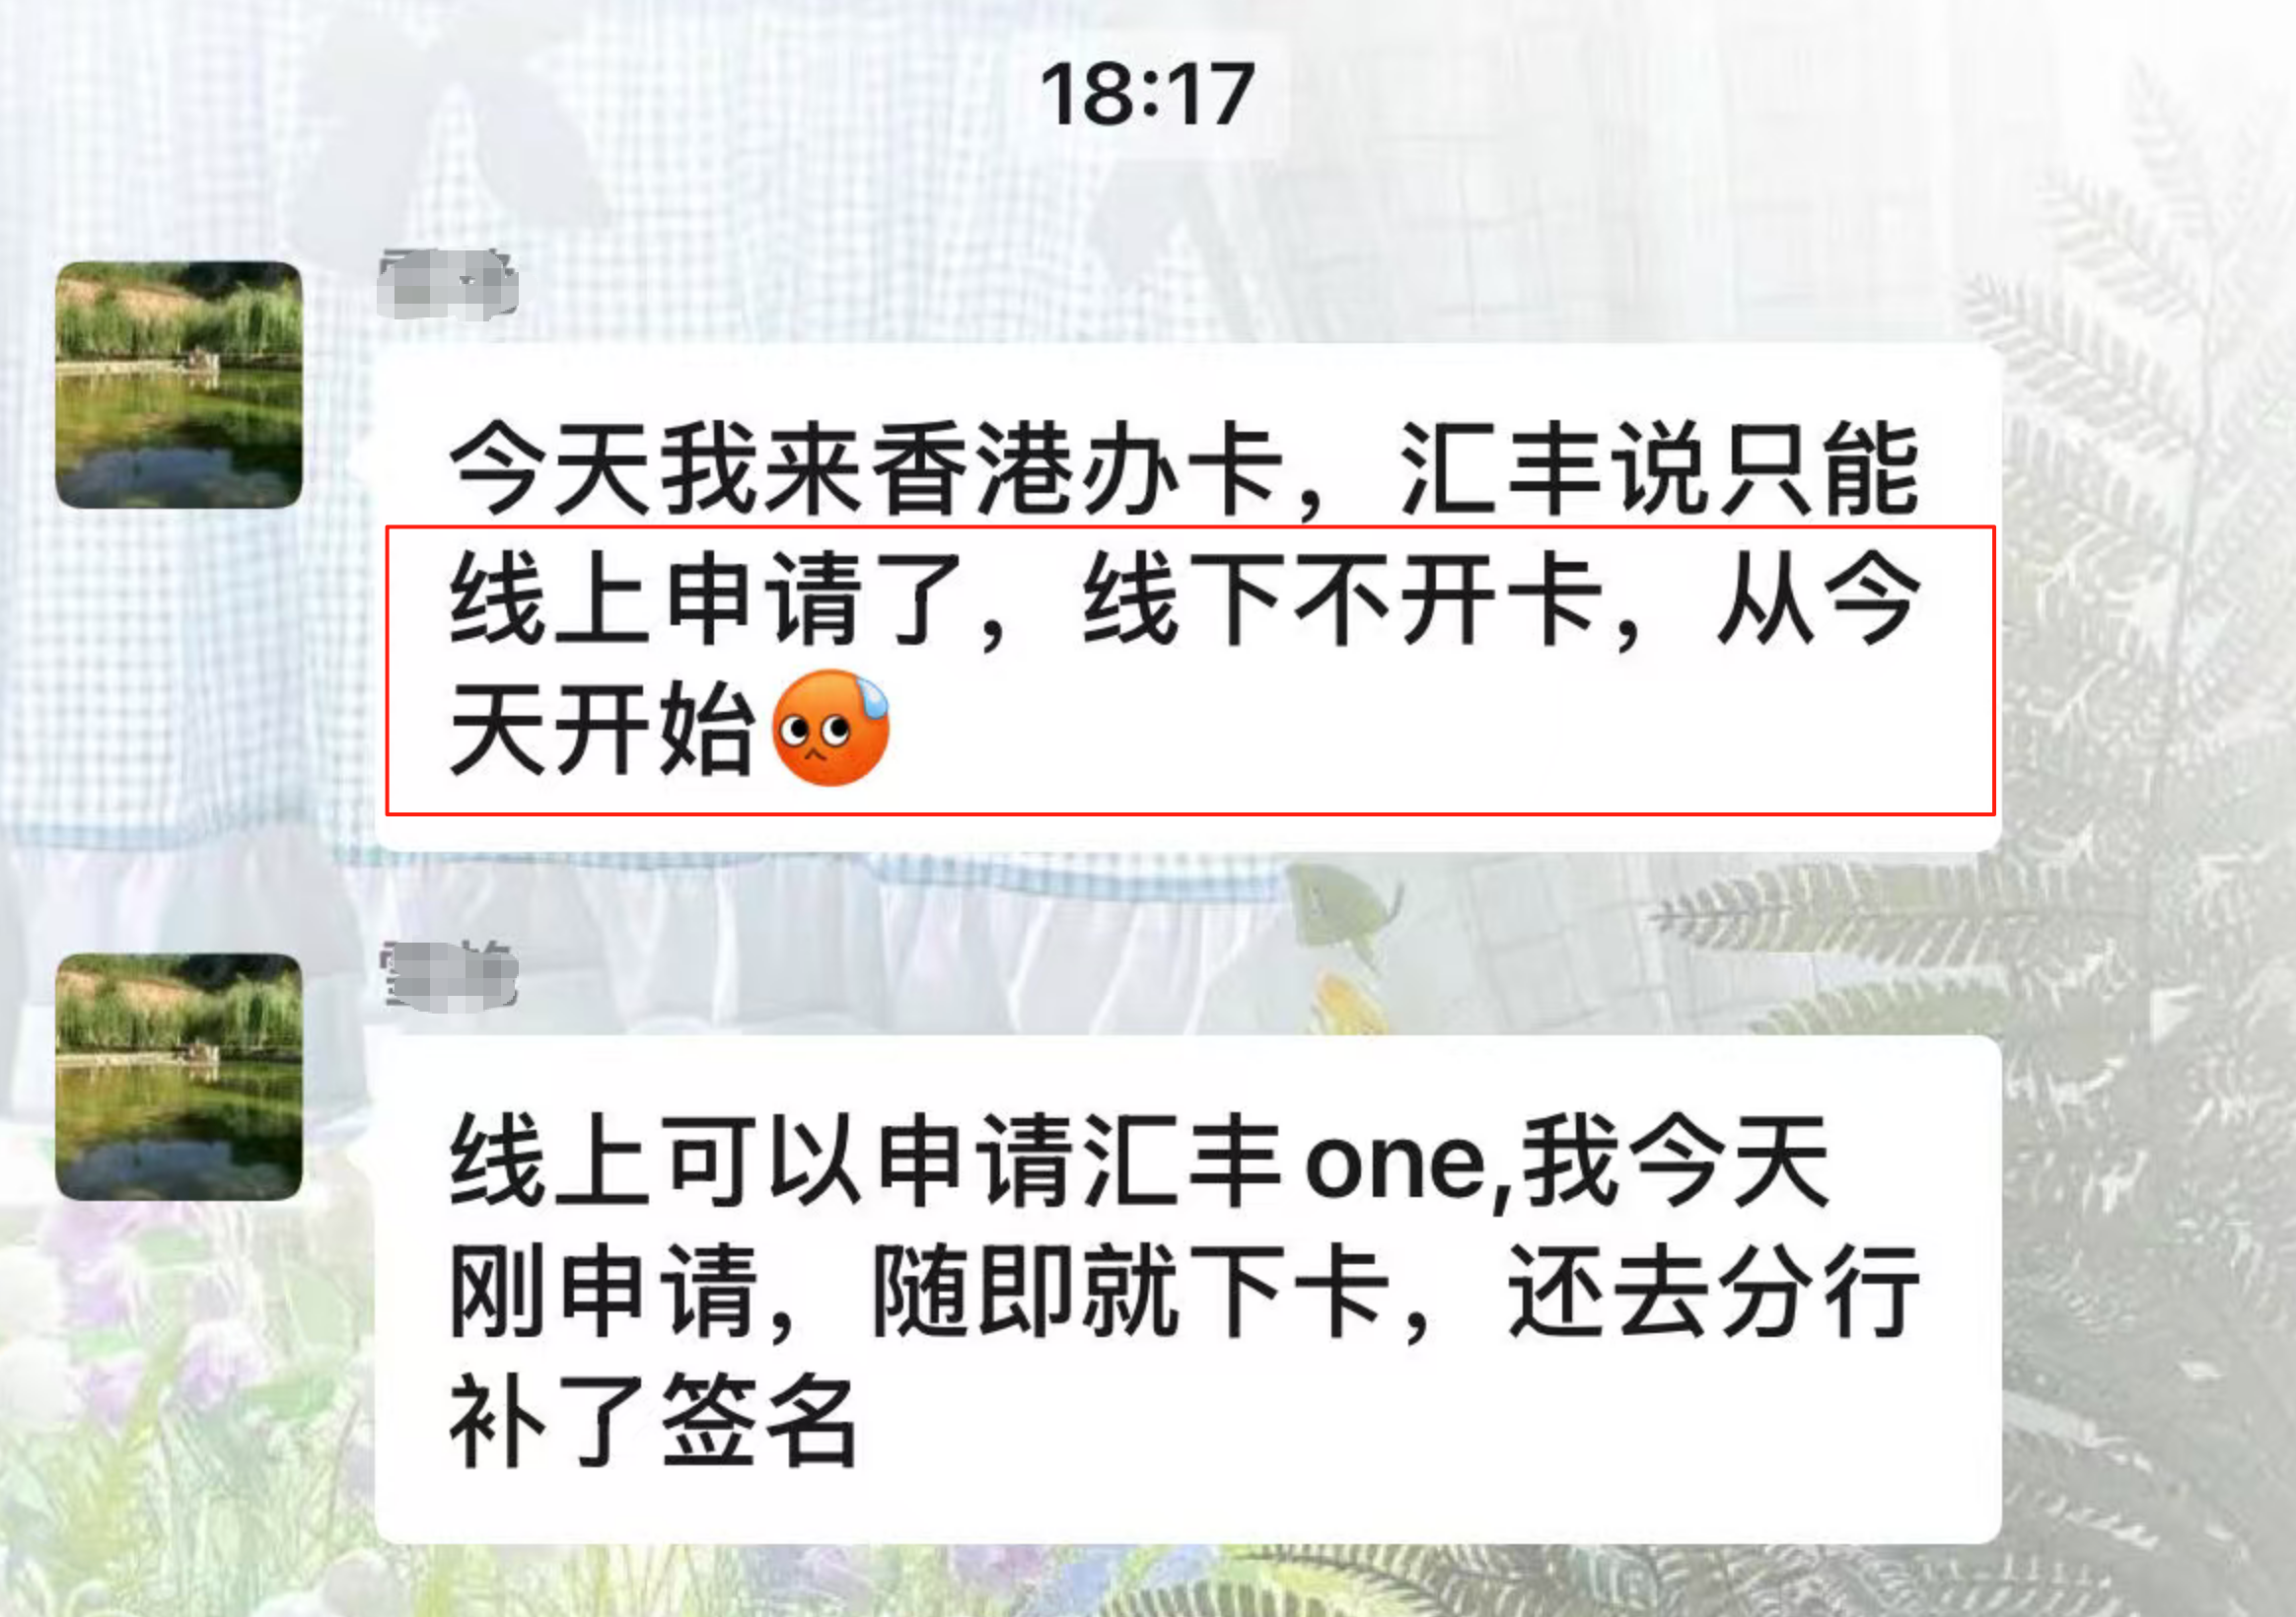 18:17
今天我来香港办卡，汇丰说只能
线上申请了，线下不开卡，从今
天开始
线上可以申请汇丰one,我今天
刚申请，随即就下卡，还去分行
补了签名